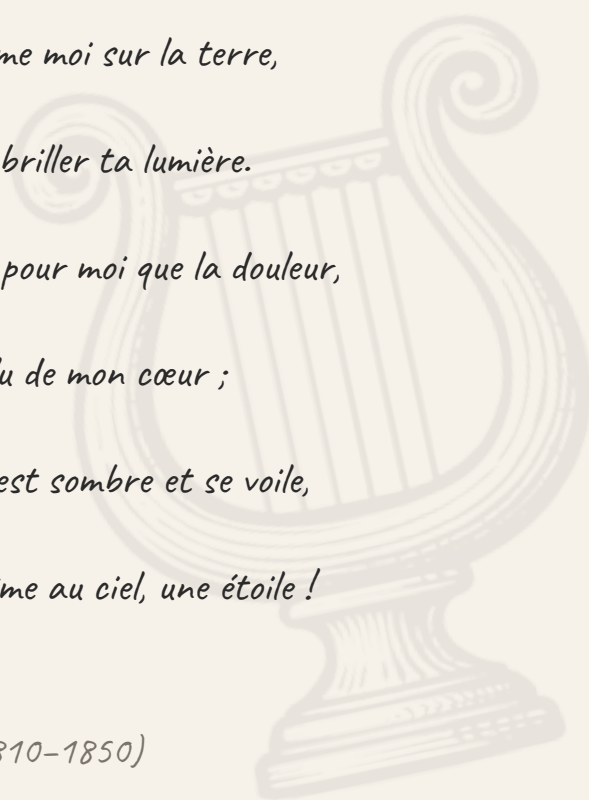 me moi sur la terre,
briller ta lumière.
pour moi que la douleur,
u de mon cœur ;
est sombre et se voile,
me au ciel, une étoile !
810–1850)